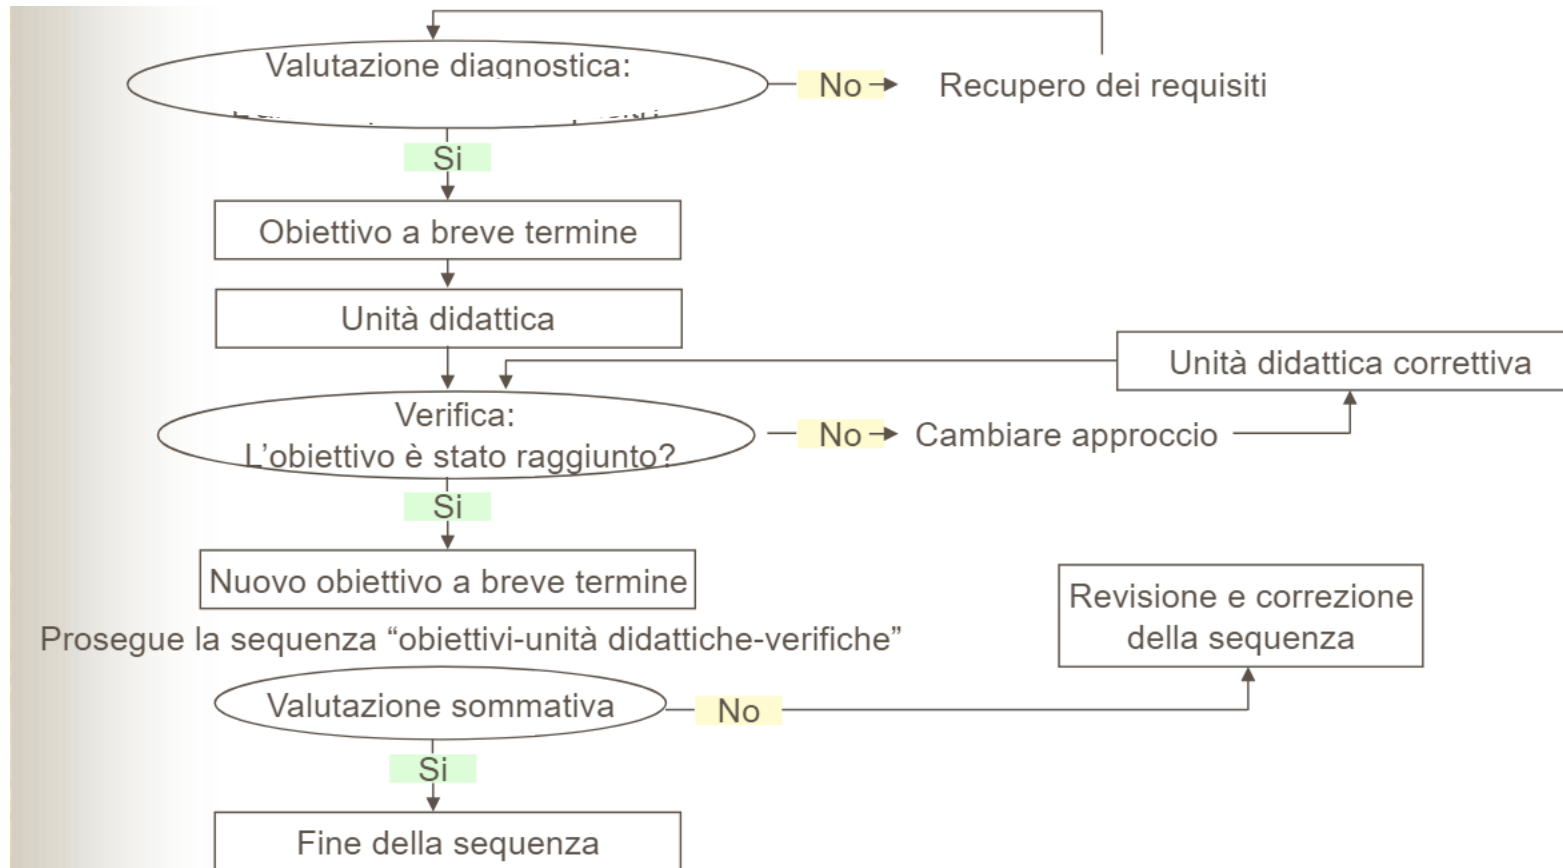 Valutazione diagnostica:
No
Recupero dei requisiti
Si
Obiettivo a breve termine
Unità didattica
Unità didattica correttiva
Verifica:
L’obiettivo è stato raggiunto?
No
Cambiare approccio
Si
Nuovo obiettivo a breve termine
Revisione e correzione
della sequenza
Prosegue la sequenza “obiettivi-unità didattiche-verifiche”
Valutazione sommativa
No
Si
Fine della sequenza